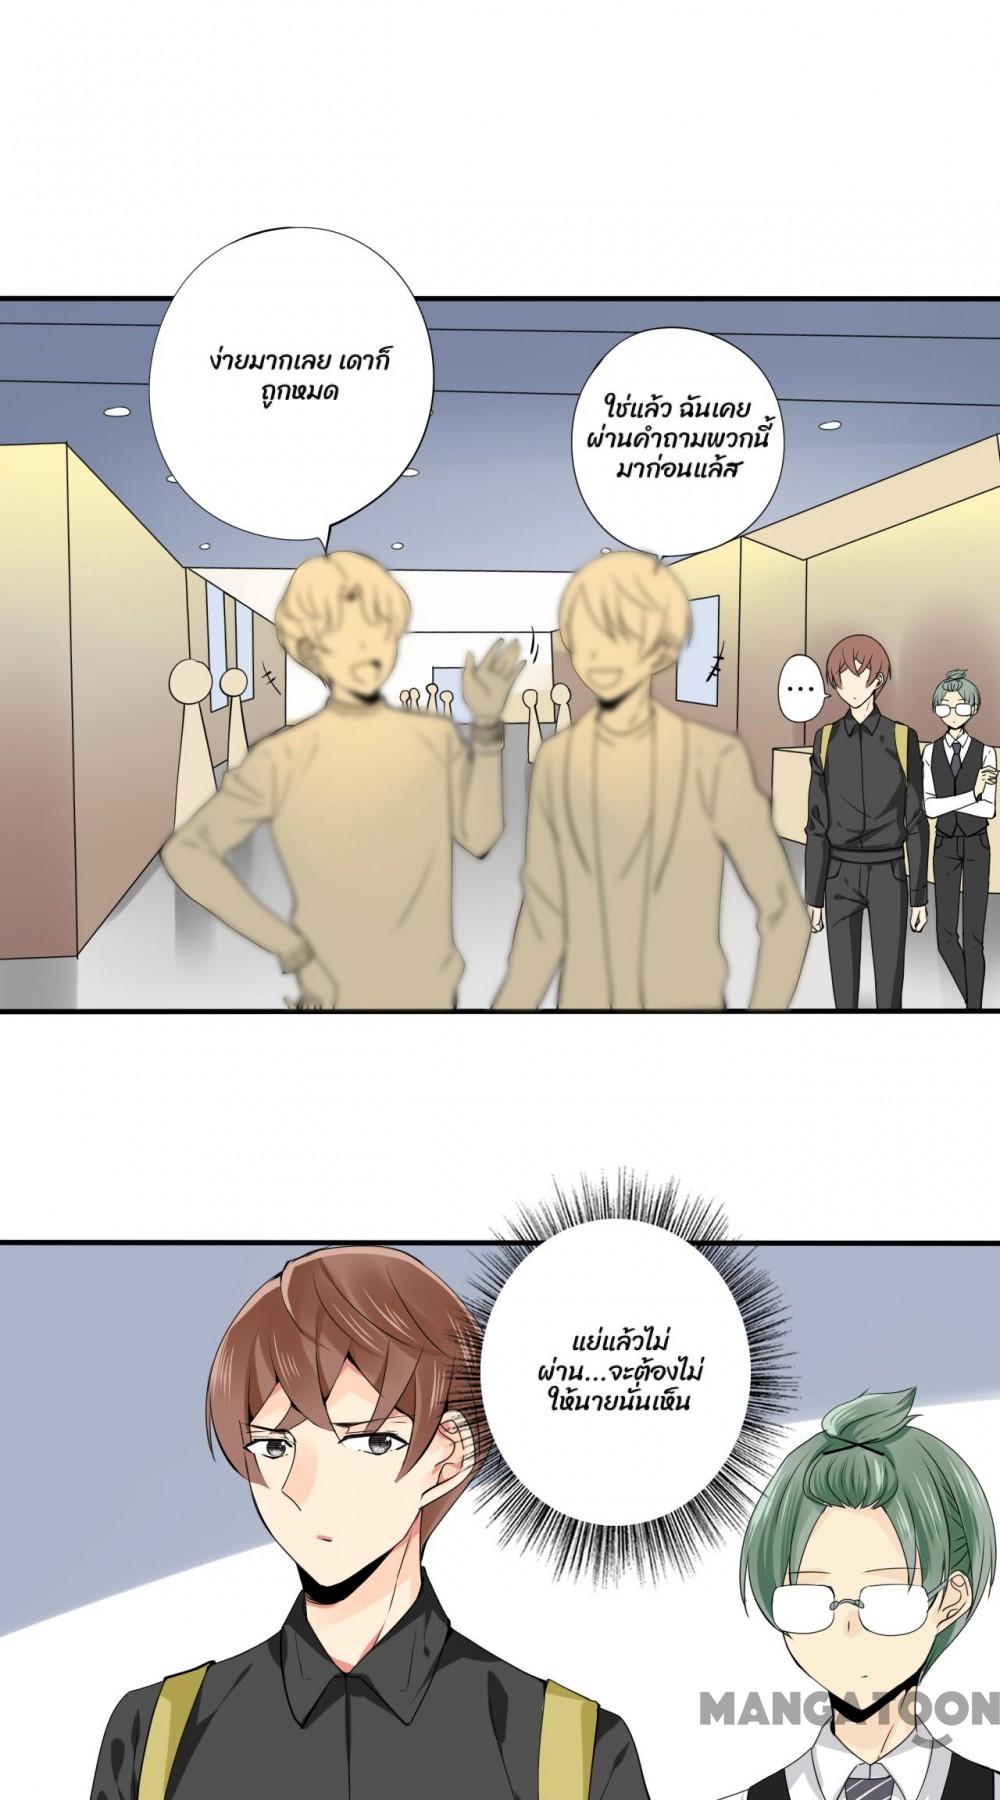 ง่ายมากเลย เดาก็
ถูกหมด
ใช่แล้ว ฉันเคย
ผ่านคำถามพวกนี้
มาก่อนแล้ส
...
แย่แล้วไม่
ผ่าน...จะต้องไม่
ให้นายนั่นเห็น
MANGATOON